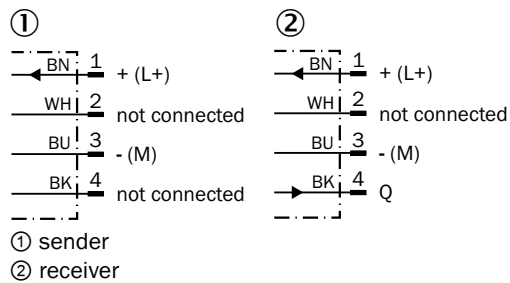 ① ②
BN 1 + (L+) BN 1 + (L+)
WH 2 not connected WH 2 not connected
BU 3 - (M) BU 3 - (M)
BK 4 not connected BK 4 Q
① sender
② receiver